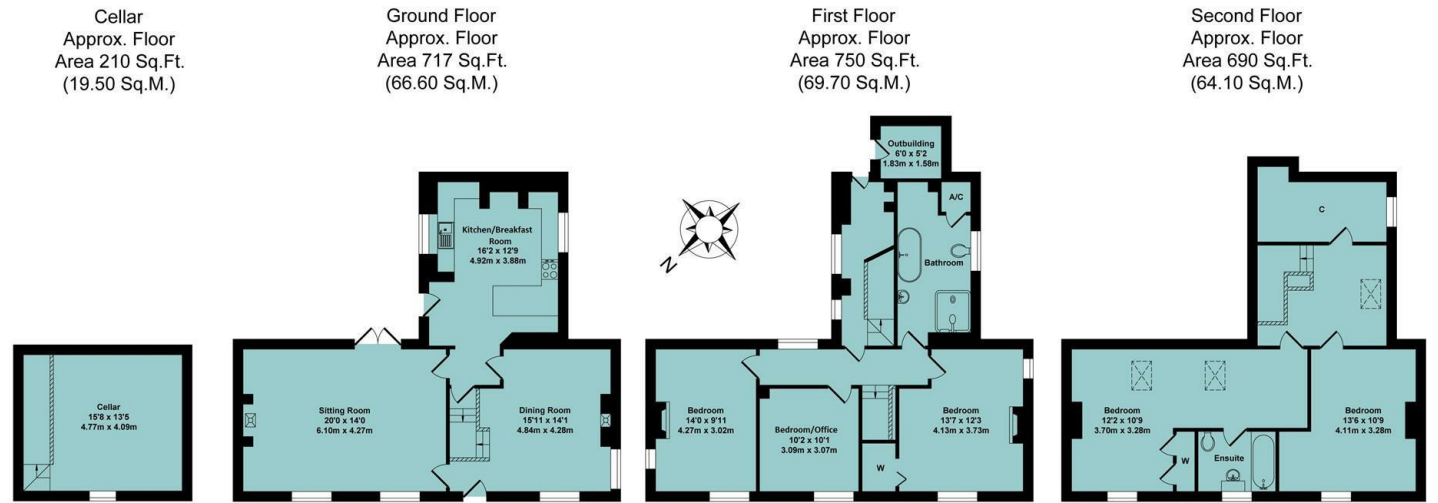 Cellar
Approx. Floor
Area 210 Sq.Ft.
(19.50 Sq.M.)
Ground Floor
Approx. Floor
Area 717 Sq.Ft.
(66.60 Sq.M.)
First Floor
Approx. Floor
Area 750 Sq.Ft.
(69.70 Sq.M.)
Second Floor
Approx. Floor
Area 690 Sq.Ft.
(64.10 Sq.M.)
Cellar
15'8 x 13'5
4.77m x 4.09m
Kitchen/Breakfast
Room
16'2 x 12'9
4.92m x 3.88m
Sitting Room
20'0 x 14'0
6.10m x 4.27m
Dining Room
15'11 x 14'1
4.84m x 4.28m
N
Outbuilding
6'0 x 5'2
1.83m x 1.58m
A/C
Bathroom
Bedroom
14'0 x 9'11
4.27m x 3.02m
Bedroom/Office
10'2 x 10'1
3.09m x 3.07m
Bedroom
13'7 x 12'3
4.13m x 3.73m
W
C
Bedroom
12'2 x 10'9
3.70m x 3.28m
W
Ensuite
Bedroom
13'6 x 10'9
4.11m x 3.28m